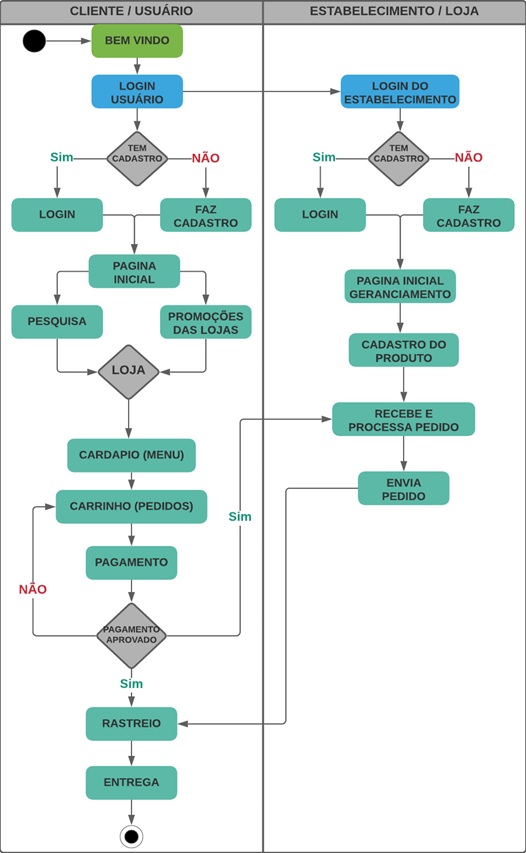 CLIENTE / USUÁRIO
ESTABELECIMENTO / LOJA
BEM VINDO
LOGIN
USUÁRIO
LOGIN DO
ESTABELECIMENTO
TEM
CADASTRO
Sim
NÃO
TEM
CADASTRO
Sim
NÃO
LOGIN
FAZ
CADASTRO
LOGIN
FAZ
CADASTRO
PAGINA
INICIAL
PAGINA INICIAL
GERANCIAMENTO
PESQUISA
PROMOÇÕES
DAS LOJAS
CADASTRO DO
PRODUTO
LOJA
RECEBE E
PROCESSA PEDIDO
CARDAPIO (MENU)
ENVIA
PEDIDO
CARRINHO (PEDIDOS)
Sim
PAGAMENTO
NÃO
PAGAMENTO
APROVADO
Sim
RASTREIO
ENTREGA